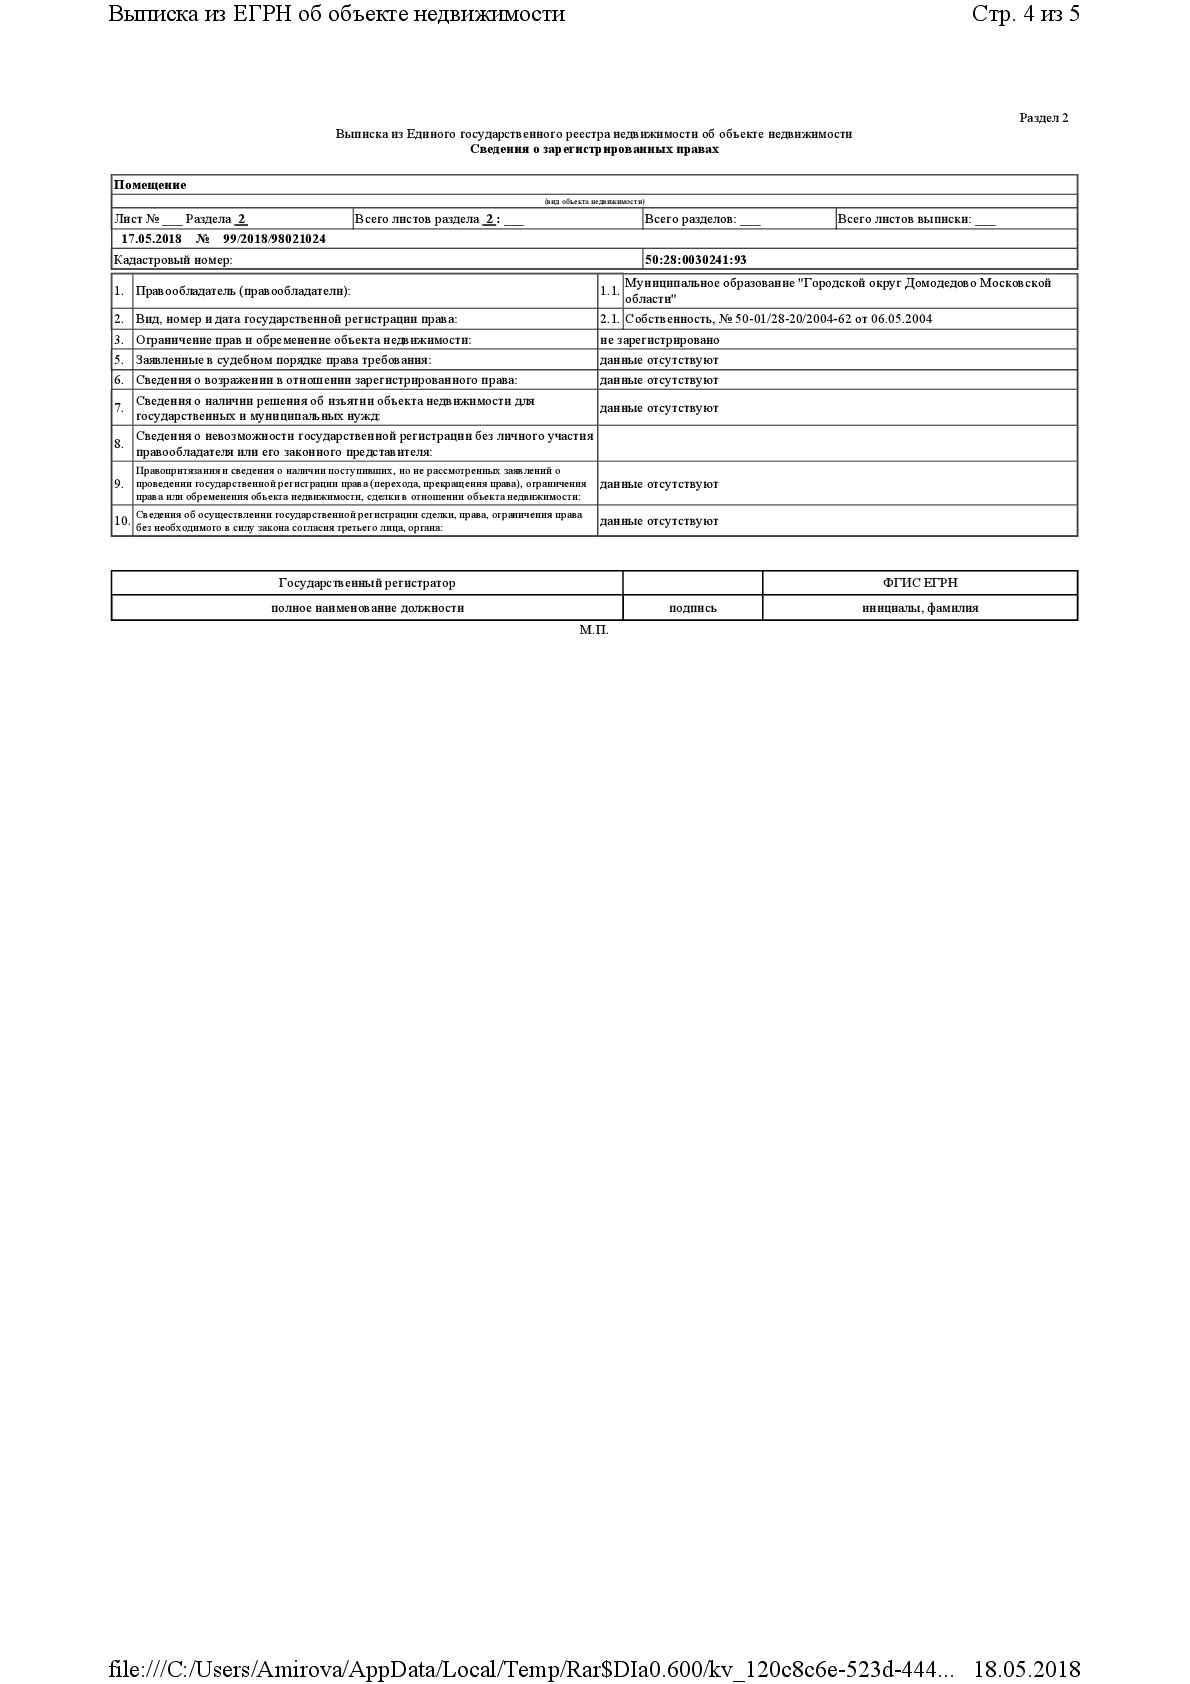 Выписка из ЕГРН об объекте недвижимости Стр. 4 из 5
Раздел 2
Выписка из Единого государственного реестра недвижимости об объекте недвижимости
Сведения о зарегистрированных правах
Помещение
(вид объекта недвижимости)
Лист № ___ Раздела 2 Всего листов раздела 2 : ___ Всего разделов: ___ Всего листов выписки: ___
17.05.2018 № 99/2018/98021024
Кадастровый номер: 50:28:0030241:93
1. Правообладатель (правообладатели): 1.1. Муниципальное образование "Городской округ Домодедово Московской
области"
2. Вид, номер и дата государственной регистрации права: 2.1. Собственность, № 50-01/28-20/2004-62 от 06.05.2004
3. Ограничение прав и обременение объекта недвижимости: не зарегистрировано
5. Заявленные в судебном порядке права требования: данные отсутствуют
6. Сведения о возражении в отношении зарегистрированного права: данные отсутствуют
7. Сведения о наличии решения об изъятии объекта недвижимости для
государственных и муниципальных нужд: данные отсутствуют
8. Сведения о невозможности государственной регистрации без личного участия
правообладателя или его законного представителя:
9. Правопритязания и сведения о наличии поступивших, но не рассмотренных заявлений о
проведении государственной регистрации права (перехода, прекращения права), ограничения
права или обременения объекта недвижимости, сделки в отношении объекта недвижимости: данные отсутствуют
10. Сведения об осуществлении государственной регистрации сделки, права, ограничения права
без необходимого в силу закона согласия третьего лица, органа: данные отсутствуют
Государственный регистратор ФГИС ЕГРН
полное наименование должности подпись инициалы, фамилия
М.П.
file:///C:/Users/Amirova/AppData/Local/Temp/Rar$DIa0.600/kv_120c8c6e-523d-444... 18.05.2018